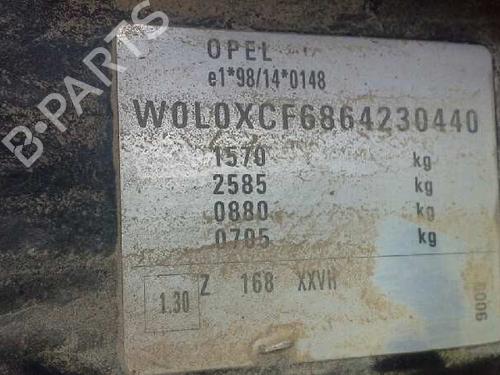 B-PARTS
OPEL
e1*98/14*0148
W0L0XCF6864230440
1570 kg
2585 kg
0880 kg
0705 kg
1.30 Z 168 XXVH
9009